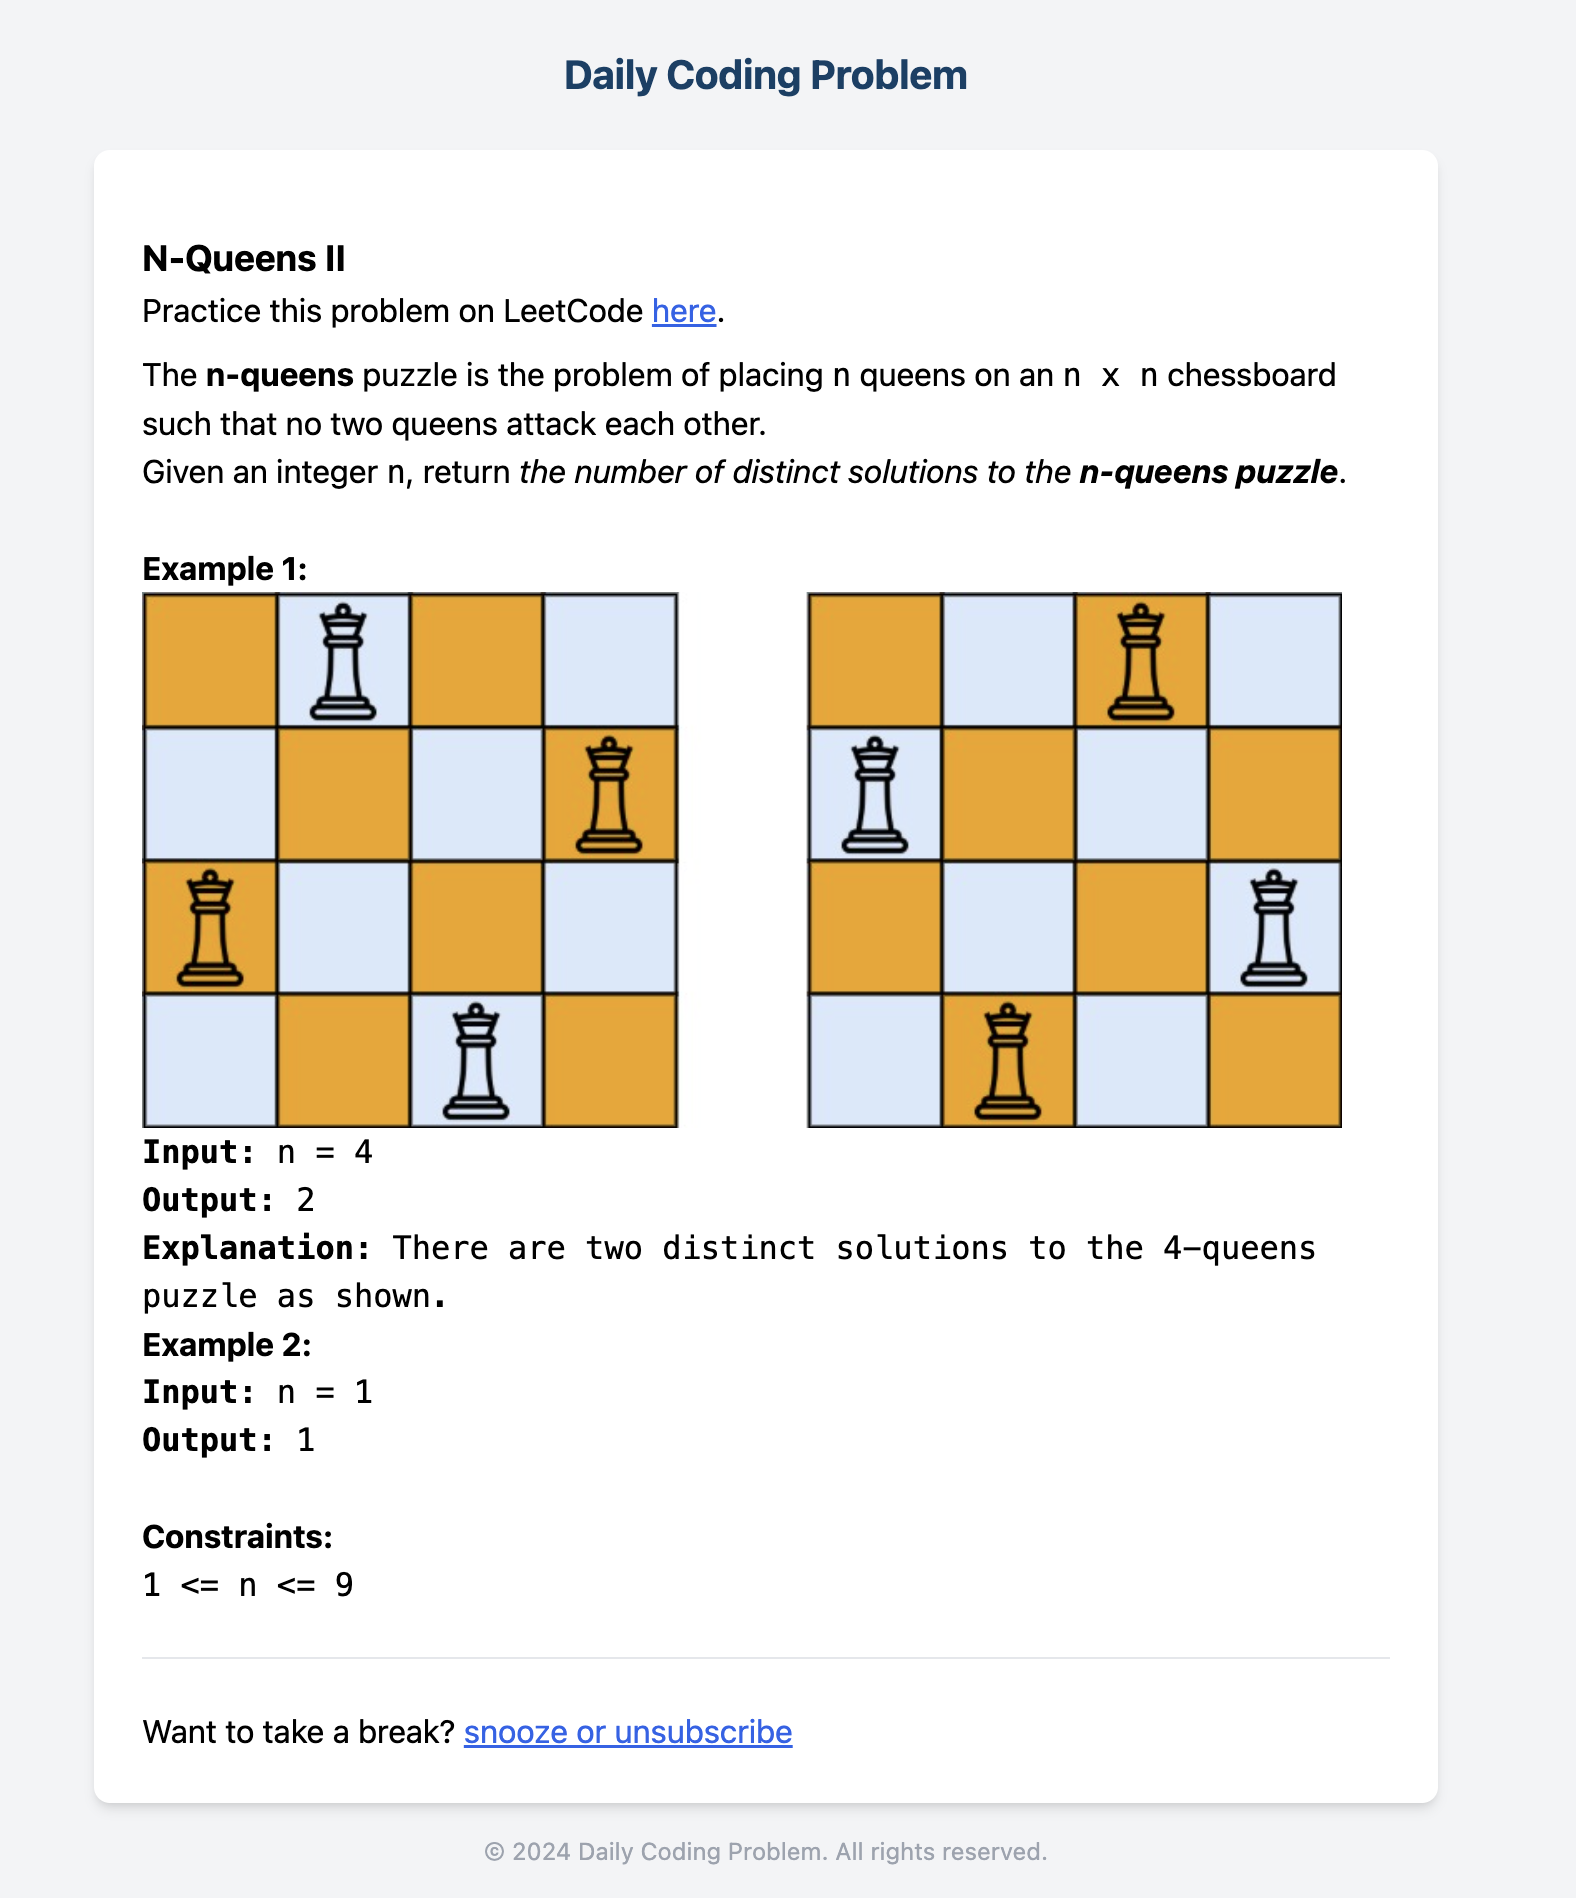 Daily Coding Problem
N-Queens II
Practice this problem on LeetCode here.
The n-queens puzzle is the problem of placing n queens on an n x n chessboard
such that no two queens attack each other.
Given an integer n, return the number of distinct solutions to the n-queens puzzle.
Example 1:
Input: n = 4
Output: 2
Explanation: There are two distinct solutions to the 4-queens
puzzle as shown.
Example 2:
Input: n = 1
Output: 1
Constraints:
1 <= n <= 9
Want to take a break? snooze or unsubscribe
© 2024 Daily Coding Problem. All rights reserved.